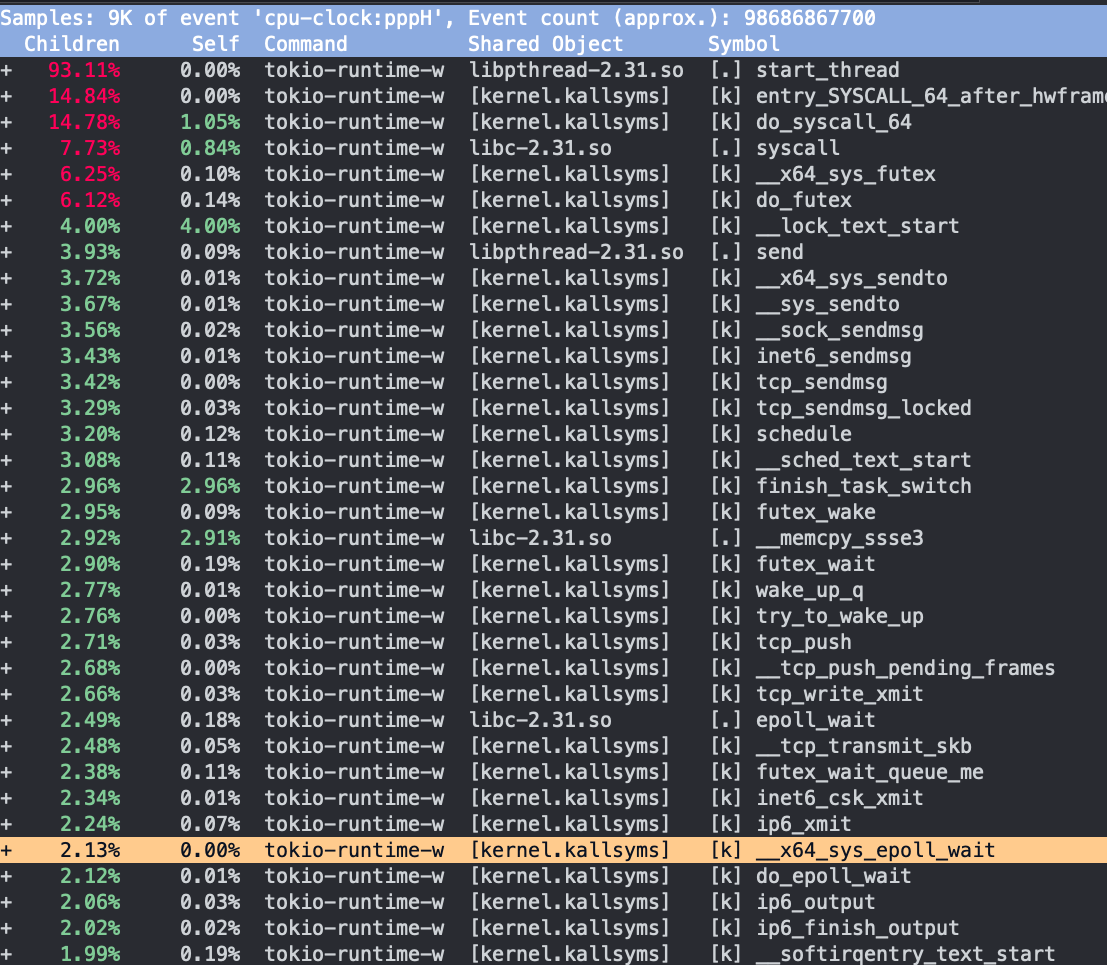 Samples: 9K of event 'cpu-clock:pppH', Event count (approx.): 98686867700
Children Self Command Shared Object Symbol
+ 93.11% 0.00% tokio-runtime-w libpthread-2.31.so [.] start_thread
+ 14.84% 0.00% tokio-runtime-w [kernel.kallsyms] [k] entry_SYSCALL_64_after_hwframe
+ 14.78% 1.05% tokio-runtime-w [kernel.kallsyms] [k] do_syscall_64
+ 7.73% 0.84% tokio-runtime-w libc-2.31.so [.] syscall
+ 6.25% 0.10% tokio-runtime-w [kernel.kallsyms] [k] __x64_sys_futex
+ 6.12% 0.14% tokio-runtime-w [kernel.kallsyms] [k] do_futex
+ 4.00% 4.00% tokio-runtime-w [kernel.kallsyms] [k] __lock_text_start
+ 3.93% 0.09% tokio-runtime-w libpthread-2.31.so [.] send
+ 3.72% 0.01% tokio-runtime-w [kernel.kallsyms] [k] __x64_sys_sendto
+ 3.67% 0.01% tokio-runtime-w [kernel.kallsyms] [k] __sys_sendto
+ 3.56% 0.02% tokio-runtime-w [kernel.kallsyms] [k] __sock_sendmsg
+ 3.43% 0.01% tokio-runtime-w [kernel.kallsyms] [k] inet6_sendmsg
+ 3.42% 0.00% tokio-runtime-w [kernel.kallsyms] [k] tcp_sendmsg
+ 3.29% 0.03% tokio-runtime-w [kernel.kallsyms] [k] tcp_sendmsg_locked
+ 3.20% 0.12% tokio-runtime-w [kernel.kallsyms] [k] schedule
+ 3.08% 0.11% tokio-runtime-w [kernel.kallsyms] [k] __sched_text_start
+ 2.96% 2.96% tokio-runtime-w [kernel.kallsyms] [k] finish_task_switch
+ 2.95% 0.09% tokio-runtime-w [kernel.kallsyms] [k] futex_wake
+ 2.92% 2.91% tokio-runtime-w libc-2.31.so [.] __memcpy_ssse3
+ 2.90% 0.19% tokio-runtime-w [kernel.kallsyms] [k] futex_wait
+ 2.77% 0.01% tokio-runtime-w [kernel.kallsyms] [k] wake_up_q
+ 2.76% 0.00% tokio-runtime-w [kernel.kallsyms] [k] try_to_wake_up
+ 2.71% 0.03% tokio-runtime-w [kernel.kallsyms] [k] tcp_push
+ 2.68% 0.00% tokio-runtime-w [kernel.kallsyms] [k] __tcp_push_pending_frames
+ 2.66% 0.03% tokio-runtime-w [kernel.kallsyms] [k] tcp_write_xmit
+ 2.49% 0.18% tokio-runtime-w libc-2.31.so [.] epoll_wait
+ 2.48% 0.05% tokio-runtime-w [kernel.kallsyms] [k] __tcp_transmit_skb
+ 2.38% 0.11% tokio-runtime-w [kernel.kallsyms] [k] futex_wait_queue_me
+ 2.34% 0.01% tokio-runtime-w [kernel.kallsyms] [k] inet6_csk_xmit
+ 2.24% 0.07% tokio-runtime-w [kernel.kallsyms] [k] ip6_xmit
+ 2.13% 0.00% tokio-runtime-w [kernel.kallsyms] [k] __x64_sys_epoll_wait
+ 2.12% 0.01% tokio-runtime-w [kernel.kallsyms] [k] do_epoll_wait
+ 2.06% 0.03% tokio-runtime-w [kernel.kallsyms] [k] ip6_output
+ 2.02% 0.02% tokio-runtime-w [kernel.kallsyms] [k] ip6_finish_output
+ 1.99% 0.19% tokio-runtime-w [kernel.kallsyms] [k] __softirqentry_text_start